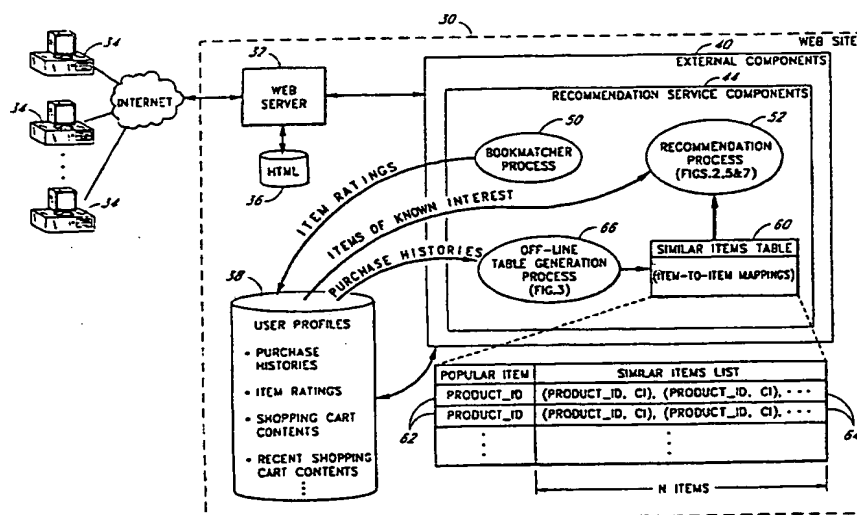 30
WEB SITE
34
32
WEB
SERVER
40
EXTERNAL COMPONENTS
44
RECOMMENDATION SERVICE COMPONENTS
INTERNET
34
50
BOOKMATCHER
PROCESS
52
RECOMMENDATION
PROCESS
(FIGS.2,5&7)
HTML
36
34
ITEM RATINGS
ITEMS OF KNOWN INTEREST
PURCHASE HISTORIES
66
OFF-LINE
TABLE GENERATION
PROCESS
(FIG.3)
60
SIMILAR ITEMS TABLE
(ITEM-TO-ITEM MAPPINGS)
38
USER PROFILES
• PURCHASE
HISTORIES
• ITEM RATINGS
• SHOPPING CART
CONTENTS
• RECENT SHOPPING
CART CONTENTS
POPULAR ITEM
SIMILAR ITEMS LIST
PRODUCT_ID
(PRODUCT_ID, CI), (PRODUCT_ID, CI), ···
PRODUCT_ID
(PRODUCT_ID, CI), (PRODUCT_ID, CI), ···
62
64
N ITEMS